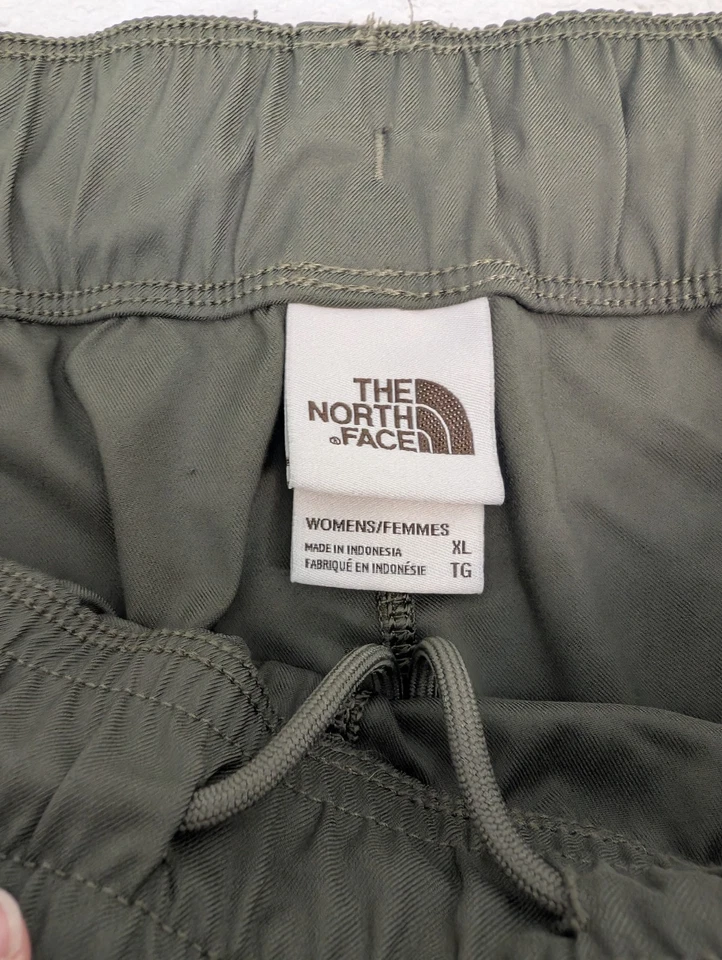 THE
NORTH
®FACE
WOMENS/FEMMES
MADE IN INDONESIA XL
FABRIQUÉ EN INDONÉSIE TG